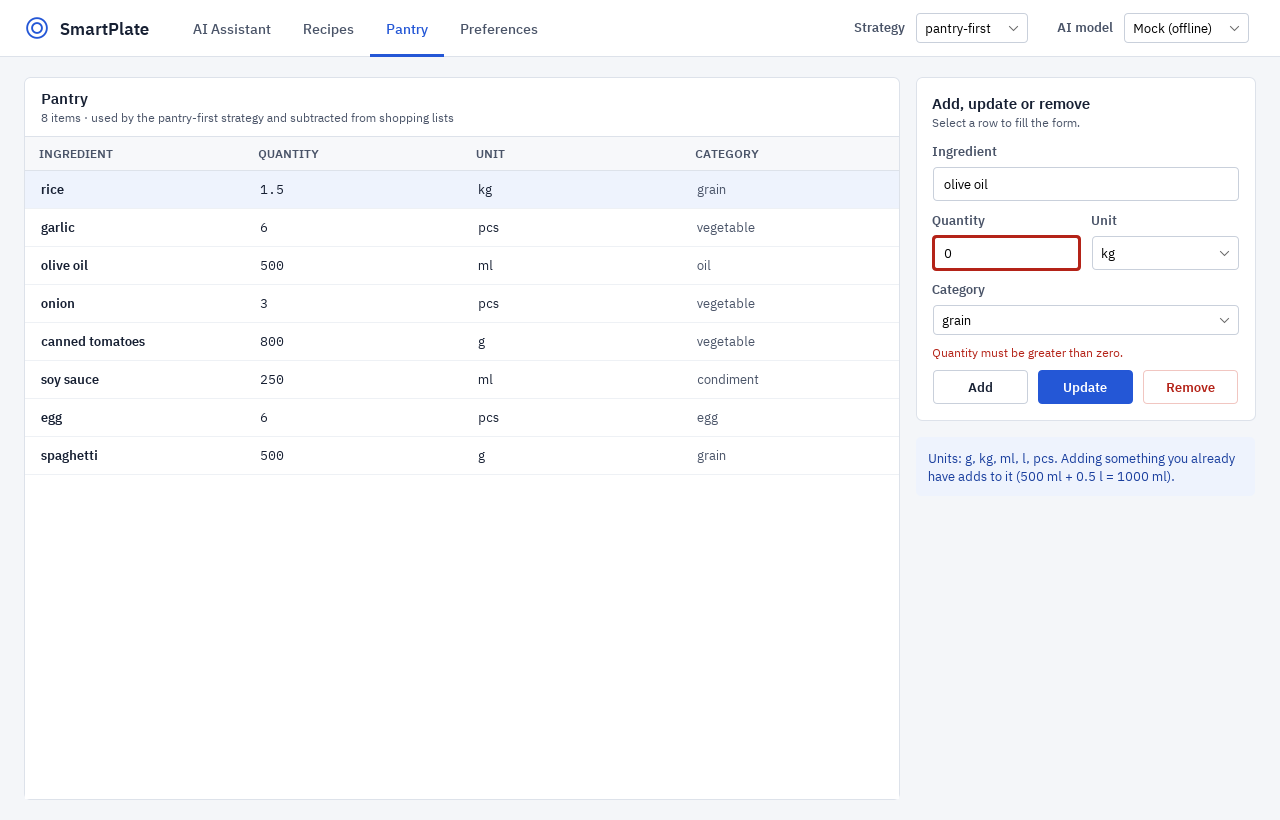 SmartPlate
AI Assistant
Recipes
Pantry
Preferences
Strategy
pantry-first
AI model
Mock (offline)
Pantry
8 items · used by the pantry-first strategy and subtracted from shopping lists
INGREDIENT QUANTITY UNIT CATEGORY
rice 1.5 kg grain
garlic 6 pcs vegetable
olive oil 500 ml oil
onion 3 pcs vegetable
canned tomatoes 800 g vegetable
soy sauce 250 ml condiment
egg 6 pcs egg
spaghetti 500 g grain
Add, update or remove
Select a row to fill the form.
Ingredient
olive oil
Quantity Unit
0 kg
Category
grain
Quantity must be greater than zero.
Add Update Remove
Units: g, kg, ml, l, pcs. Adding something you already
have adds to it (500 ml + 0.5 l = 1000 ml).